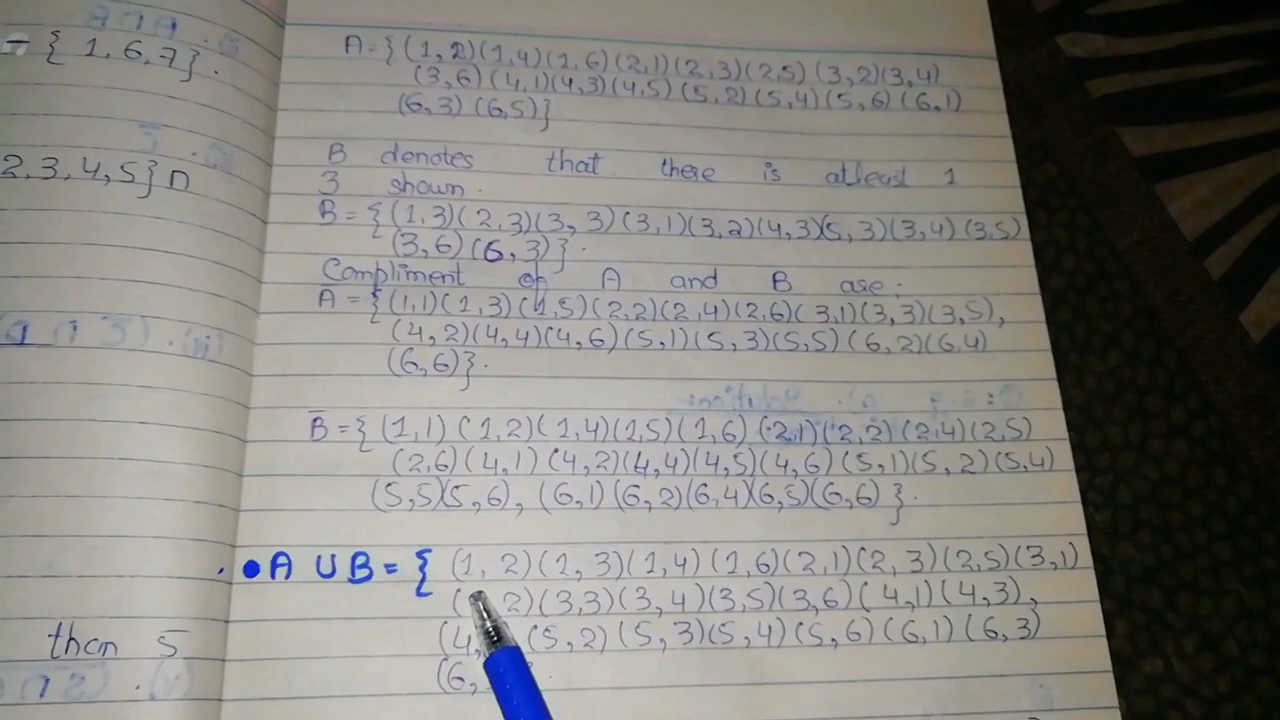 = { 1, 6, 7 } .
2, 3, 4, 5 } n
than 5
A = { (1, 2) (1, 4) (1, 6) (2, 1) (2, 3) (2, 5) (3, 2) (3, 4)
(3, 6) (4, 1) (4, 3) (4, 5) (5, 2) (5, 4) (5, 6) (6, 1)
(6, 3) (6, 5) }
B denotes that there is atleast 1
3 shown .
B = { (1, 3) (2, 3) (3, 3) (3, 1) (3, 2) (4, 3) (5, 3) (3, 4) (3, 5)
(3, 6) (6, 3) } .
Compliment of A and B are :
A = { (1, 1) (1, 3) (1, 5) (2, 2) (2, 4) (2, 6) (3, 1) (3, 3) (3, 5) ,
(4, 2) (4, 4) (4, 6) (5, 1) (5, 3) (5, 5) (6, 2) (6, 4)
(6, 6) } .
B̄ = { (1, 1) (1, 2) (1, 4) (1, 5) (1, 6) (2, 1) (2, 2) (2, 4) (2, 5)
(2, 6) (4, 1) (4, 2) (4, 4) (4, 5) (4, 6) (5, 1) (5, 2) (5, 4)
(5, 5) (5, 6) , (6, 1) (6, 2) (6, 4) (6, 5) (6, 6) } .
• A U B = { (1, 2) (1, 3) (1, 4) (1, 6) (2, 1) (2, 3) (2, 5) (3, 1)
( 2) (3, 3) (3, 4) (3, 5) (3, 6) (4, 1) (4, 3) ,
(4, (5, 2) (5, 3) (5, 4) (5, 6) (6, 1) (6, 3)
(6,